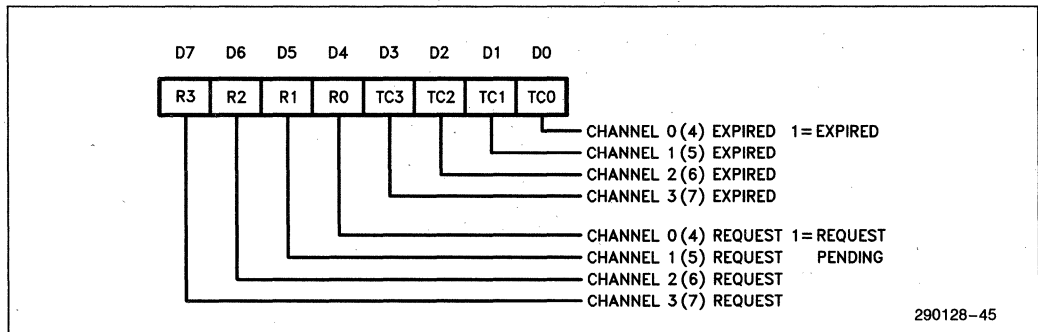 D7 D6 D5 D4 D3 D2 D1 D0
R3 R2 R1 R0 TC3 TC2 TC1 TC0
CHANNEL 0(4) EXPIRED 1=EXPIRED
CHANNEL 1(5) EXPIRED
CHANNEL 2(6) EXPIRED
CHANNEL 3(7) EXPIRED
CHANNEL 0(4) REQUEST 1=REQUEST
CHANNEL 1(5) REQUEST PENDING
CHANNEL 2(6) REQUEST
CHANNEL 3(7) REQUEST
290128-45